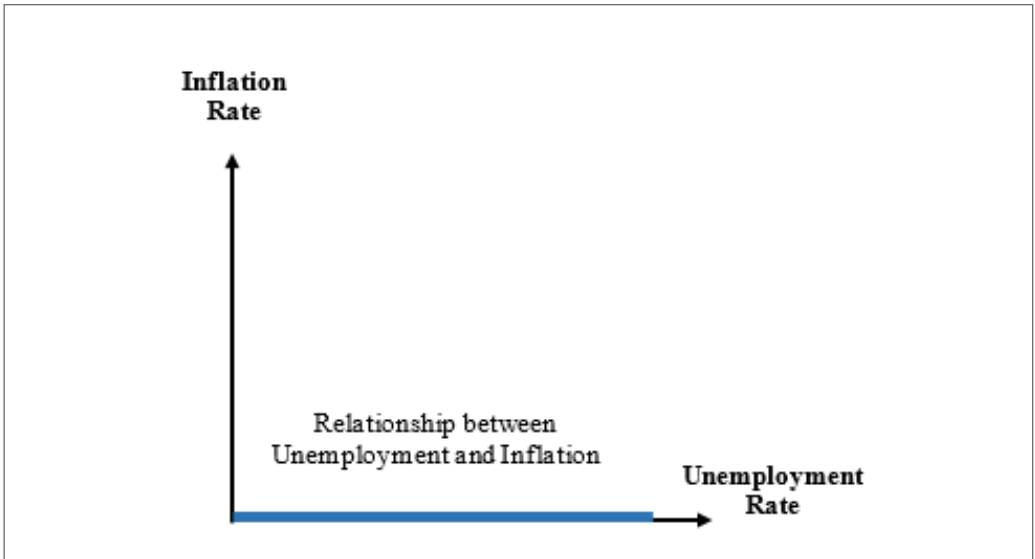 Inflation
Rate
Relationship between
Unemployment and Inflation
Unemployment
Rate